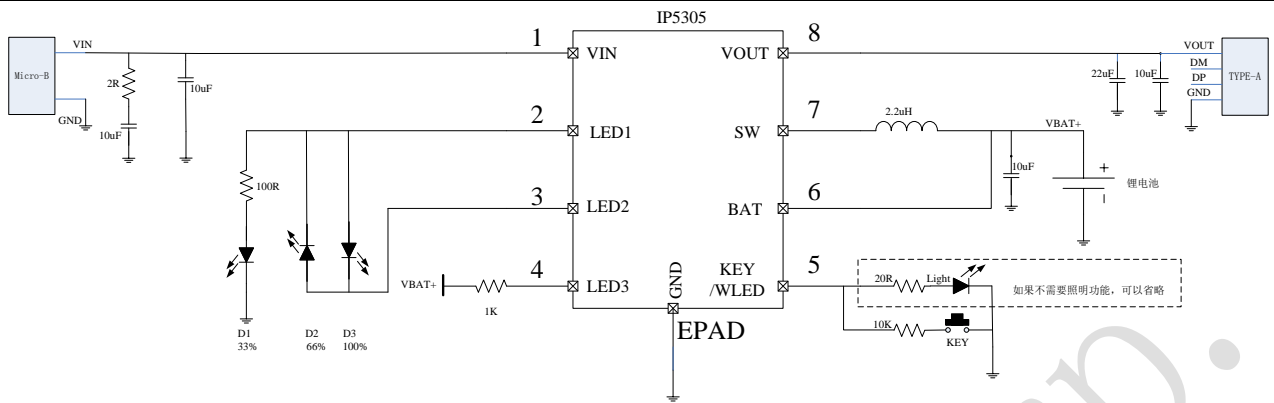 IP5305
Micro-B
VIN
GND
2R
10uF
10uF
1
VIN
2
LED1
3
LED2
4
LED3
VBAT+
1K
100R
D1
33%
D2
66%
D3
100%
GND
EPAD
VOUT
8
SW
7
BAT
6
KEY
/WLED
5
2.2uH
VBAT+
10uF
+
锂电池
22uF
10uF
VOUT
DM
DP
GND
TYPE-A
20R
Light
如果不需要照明功能，可以省略
10K
KEY